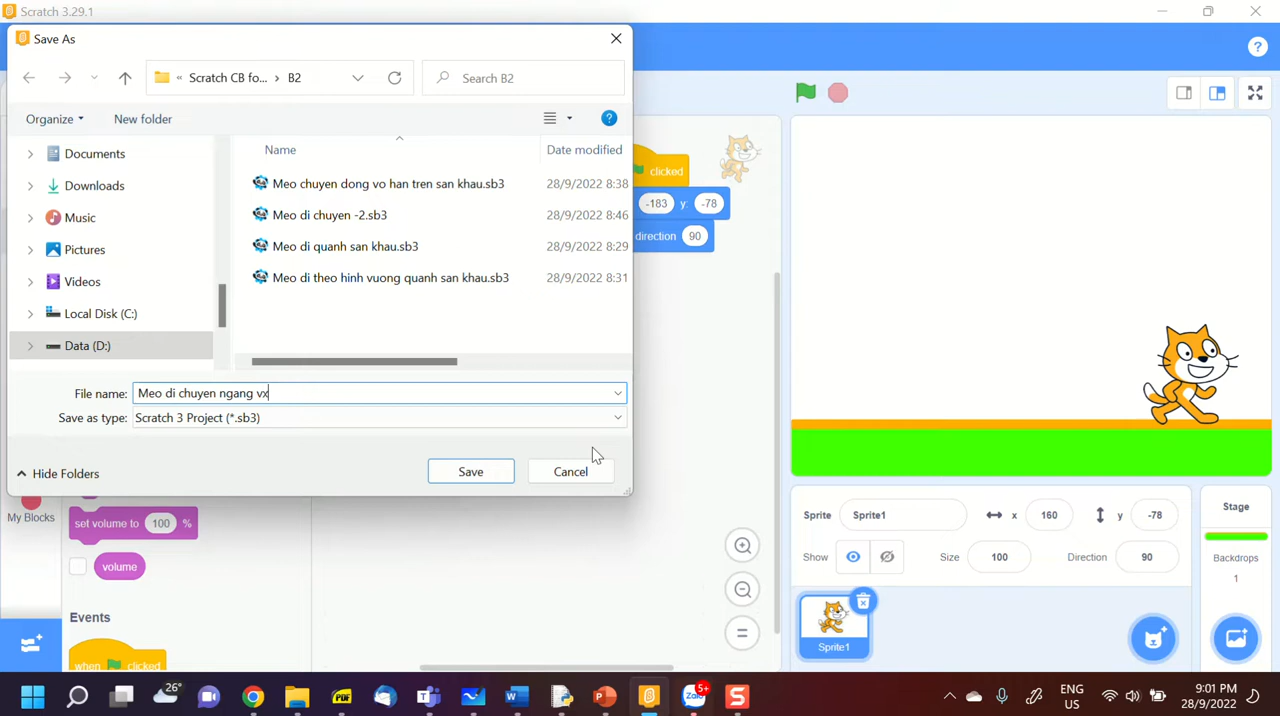 Scratch 3.29.1
Save As
« Scratch CB fo... › B2
Search B2
Organize
New folder
Name
Date modified
Documents
Downloads
Music
Pictures
Videos
Local Disk (C:)
Data (D:)
Meo chuyen dong vo han tren san khau.sb3
28/9/2022 8:38
Meo di chuyen -2.sb3
28/9/2022 8:46
Meo di quanh san khau.sb3
28/9/2022 8:29
Meo di theo hinh vuong quanh san khau.sb3
28/9/2022 8:31
File name: Meo di chuyen ngang vx
Save as type: Scratch 3 Project (*.sb3)
Hide Folders
Save
Cancel
clicked
-183 y: -78
direction 90
My Blocks
set volume to 100 %
volume
Events
when clicked
Sprite Sprite1
x 160
y -78
Show
Size 100
Direction 90
Sprite1
Stage
Backdrops
1
26°
PDF
Zalo
5+
ENG
US
9:01 PM
28/9/2022